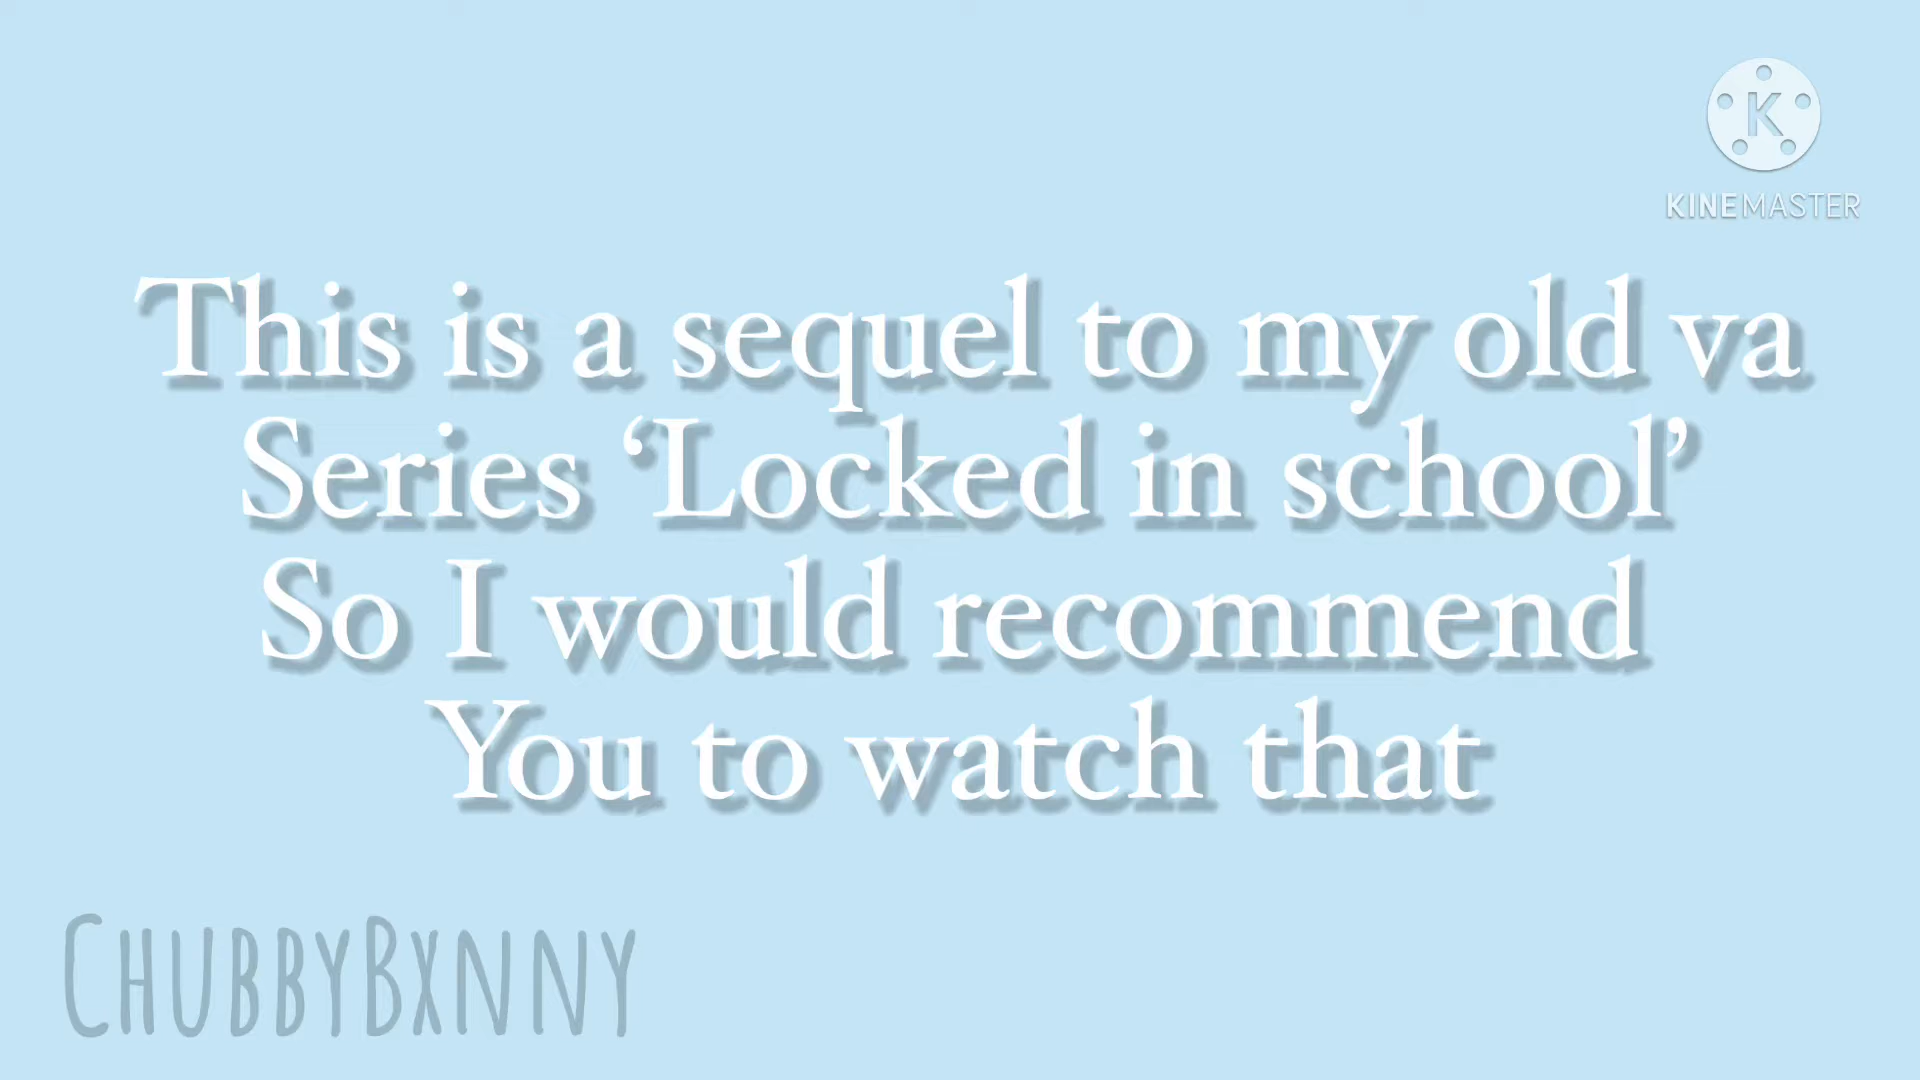 K
KINEMASTER
This is a sequel to my old va
Series ‘Locked in school’
So I would recommend
You to watch that
CHUBBYBXNNY